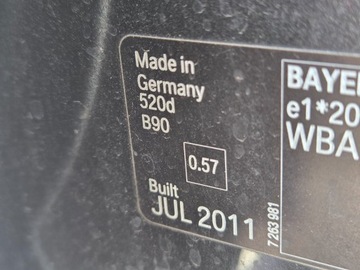 Made in
Germany
520d
B90
0.57
Built
JUL 2011
7 263 981
BAYE
e1*20
WBA